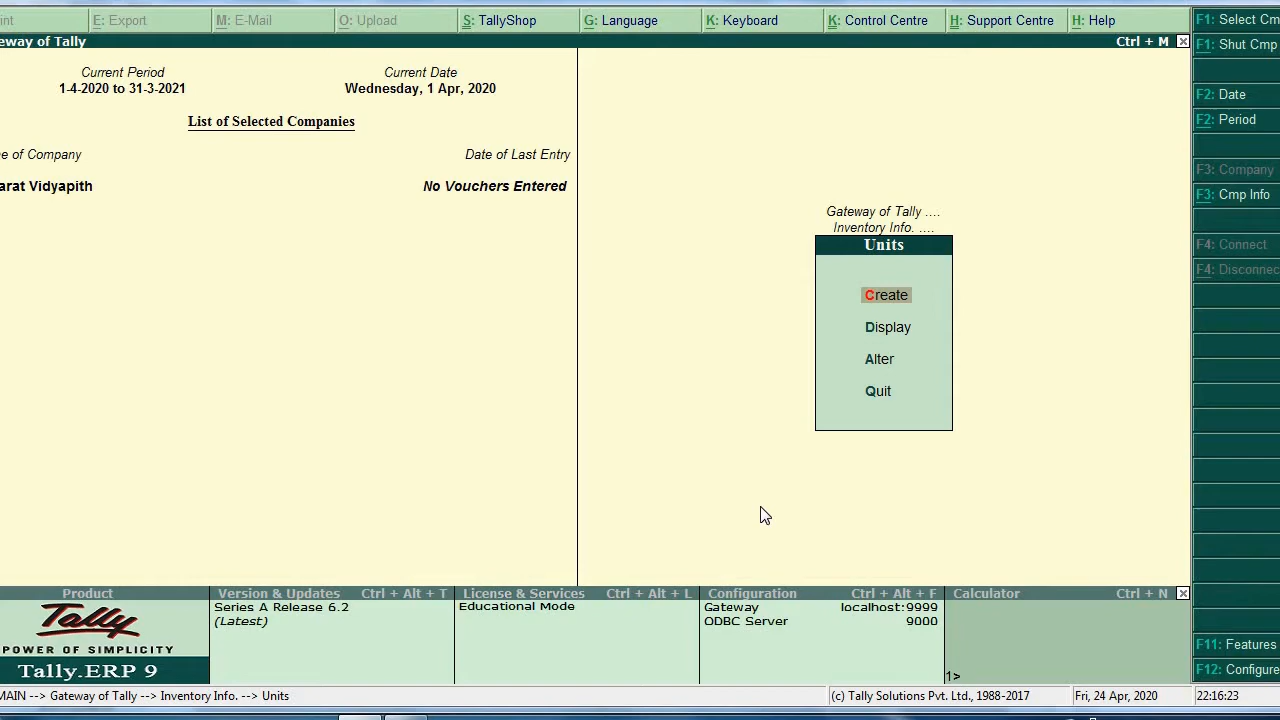 int
E: Export
M: E-Mail
O: Upload
S: TallyShop
G: Language
K: Keyboard
K: Control Centre
H: Support Centre
H: Help
eway of Tally
Ctrl + M
Current Period
Current Date
1-4-2020 to 31-3-2021
Wednesday, 1 Apr, 2020
List of Selected Companies
e of Company
Date of Last Entry
arat Vidyapith
No Vouchers Entered
Gateway of Tally ....
Inventory Info. ....
Units
Create
Display
Alter
Quit
F1: Select Cm
F1: Shut Cmp
F2: Date
F2: Period
F3: Company
F3: Cmp Info
F4: Connect
F4: Disconnec
F11: Features
F12: Configure
Product
Tally
POWER OF SIMPLICITY
Tally.ERP 9
Version & Updates Ctrl + Alt + T
Series A Release 6.2
(Latest)
License & Services Ctrl + Alt + L
Educational Mode
Configuration Ctrl + Alt + F
Gateway localhost:9999
ODBC Server 9000
Calculator Ctrl + N
1>
MAIN --> Gateway of Tally --> Inventory Info. --> Units
(c) Tally Solutions Pvt. Ltd., 1988-2017
Fri, 24 Apr, 2020
22:16:23